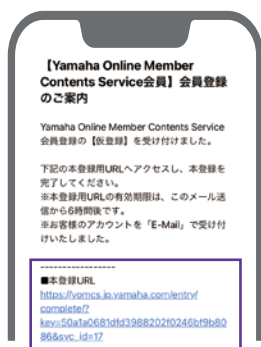 【Yamaha Online Member
Contents Service会員】会員登録
のご案内
Yamaha Online Member Contents Service
会員登録の【仮登録】を受け付けました。
下記の本登録用URLへアクセスし、本登録を
完了してください。
※本登録用URLの有効期限は、このメール送
信から6時間後です。
※お客様のアカウントを「E-Mail」で受け付
けいたしました。
-----------------
■本登録URL
https://yomcs.jp.yamaha.com/entry/
complete/?
key=50a1a0681dfd3988202f0246bf9b80
86&svc_id=17